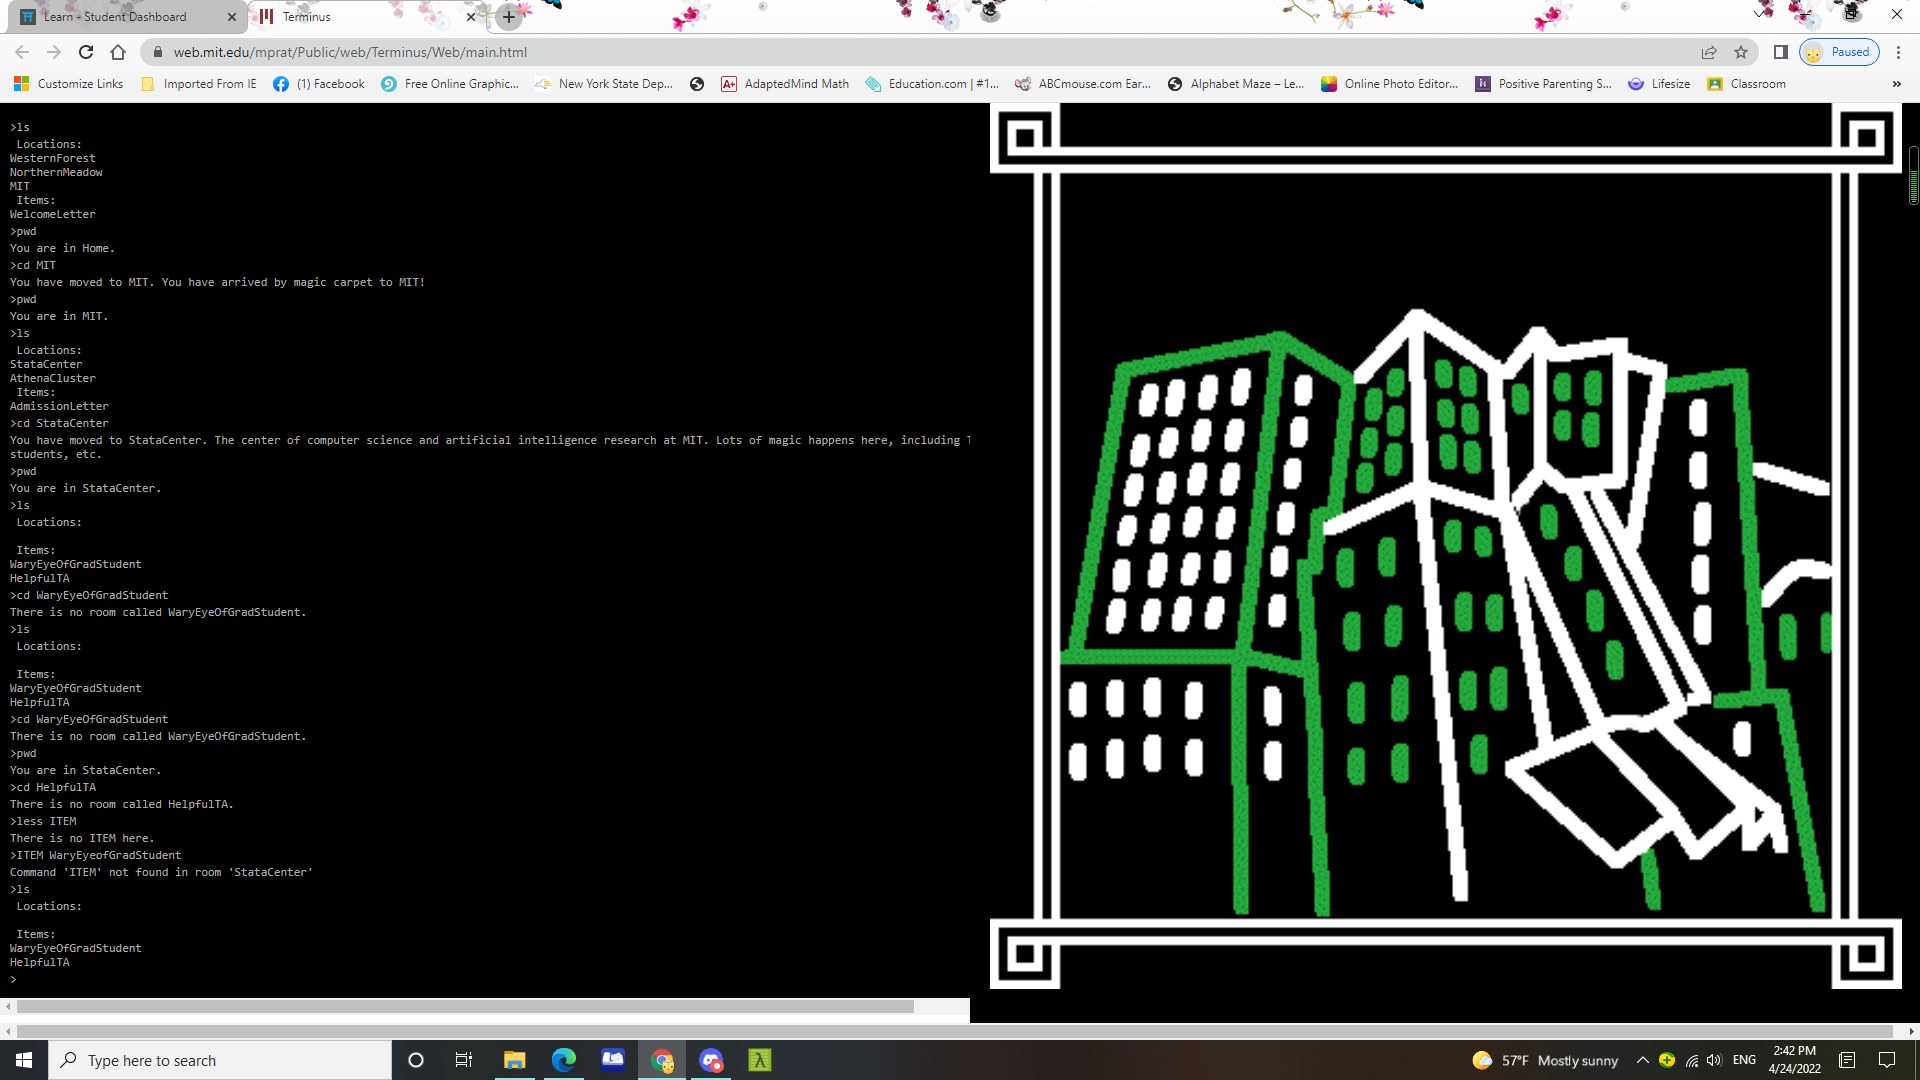 Learn - Student Dashboard
Terminus
web.mit.edu/mprat/Public/web/Terminus/Web/main.html
Paused
Customize Links
Imported From IE
(1) Facebook
Free Online Graphic...
New York State Dep...
A+ AdaptedMind Math
Education.com | #1...
ABCmouse.com Ear...
Alphabet Maze – Le...
Online Photo Editor...
Positive Parenting S...
Lifesize
Classroom
»
>ls
Locations:
WesternForest
NorthernMeadow
MIT
Items:
WelcomeLetter
>pwd
You are in Home.
>cd MIT
You have moved to MIT. You have arrived by magic carpet to MIT!
>pwd
You are in MIT.
>ls
Locations:
StataCenter
AthenaCluster
Items:
AdmissionLetter
>cd StataCenter
You have moved to StataCenter. The center of computer science and artificial intelligence research at MIT. Lots of magic happens here, including
students, etc.
>pwd
You are in StataCenter.
>ls
Locations:
Items:
WaryEyeOfGradStudent
HelpfulTA
>cd WaryEyeOfGradStudent
There is no room called WaryEyeOfGradStudent.
>ls
Locations:
Items:
WaryEyeOfGradStudent
HelpfulTA
>cd WaryEyeOfGradStudent
There is no room called WaryEyeOfGradStudent.
>pwd
You are in StataCenter.
>cd HelpfulTA
There is no room called HelpfulTA.
>less ITEM
There is no ITEM here.
>ITEM WaryEyeofGradStudent
Command 'ITEM' not found in room 'StataCenter'
>ls
Locations:
Items:
WaryEyeOfGradStudent
HelpfulTA
>
Type here to search
57°F Mostly sunny
ENG
2:42 PM
4/24/2022